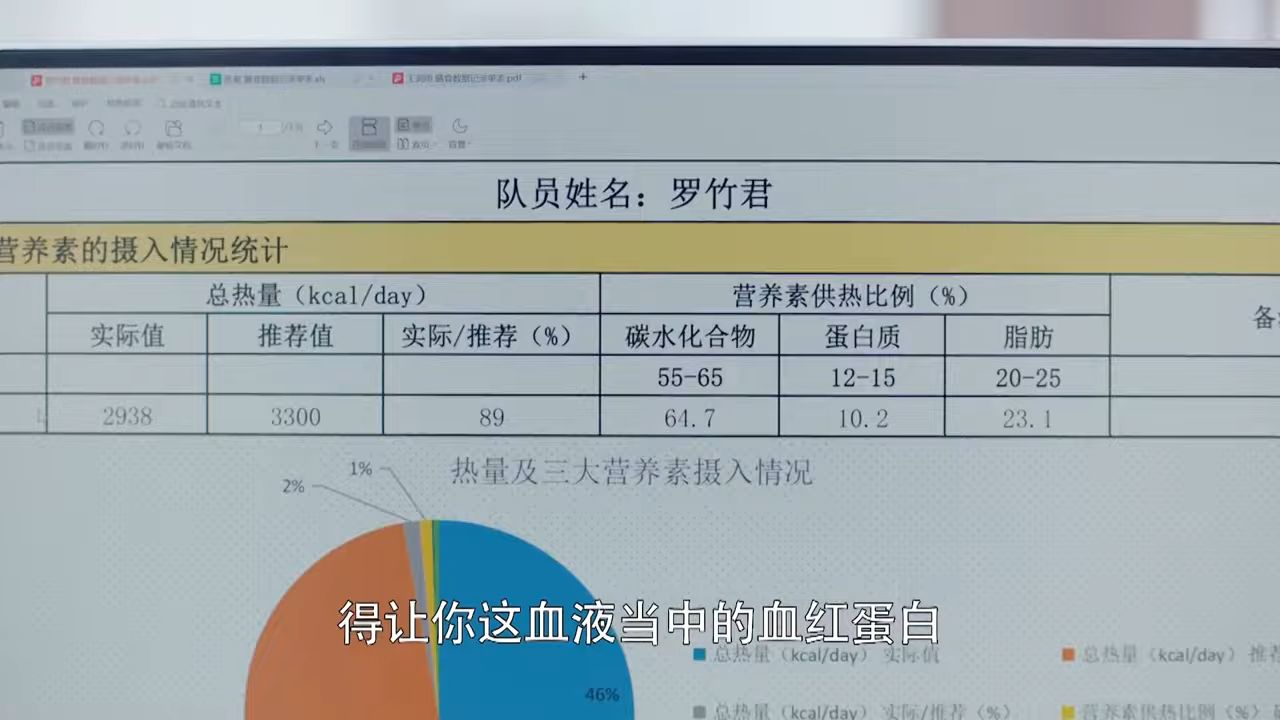 队员姓名：罗竹君
营养素的摄入情况统计
总热量（kcal/day） 营养素供热比例（%）
实际值 推荐值 实际/推荐（%） 碳水化合物 蛋白质 脂肪
55-65 12-15 20-25
2938 3300 89 64.7 10.2 23.1
热量及三大营养素摄入情况
1%
2%
得让你这血液当中的血红蛋白
总热量（kcal/day） 实际值 总热量（kcal/day） 推荐
46%
总热量（kcal/day） 实际/推荐（%） 营养素供热比例（%）